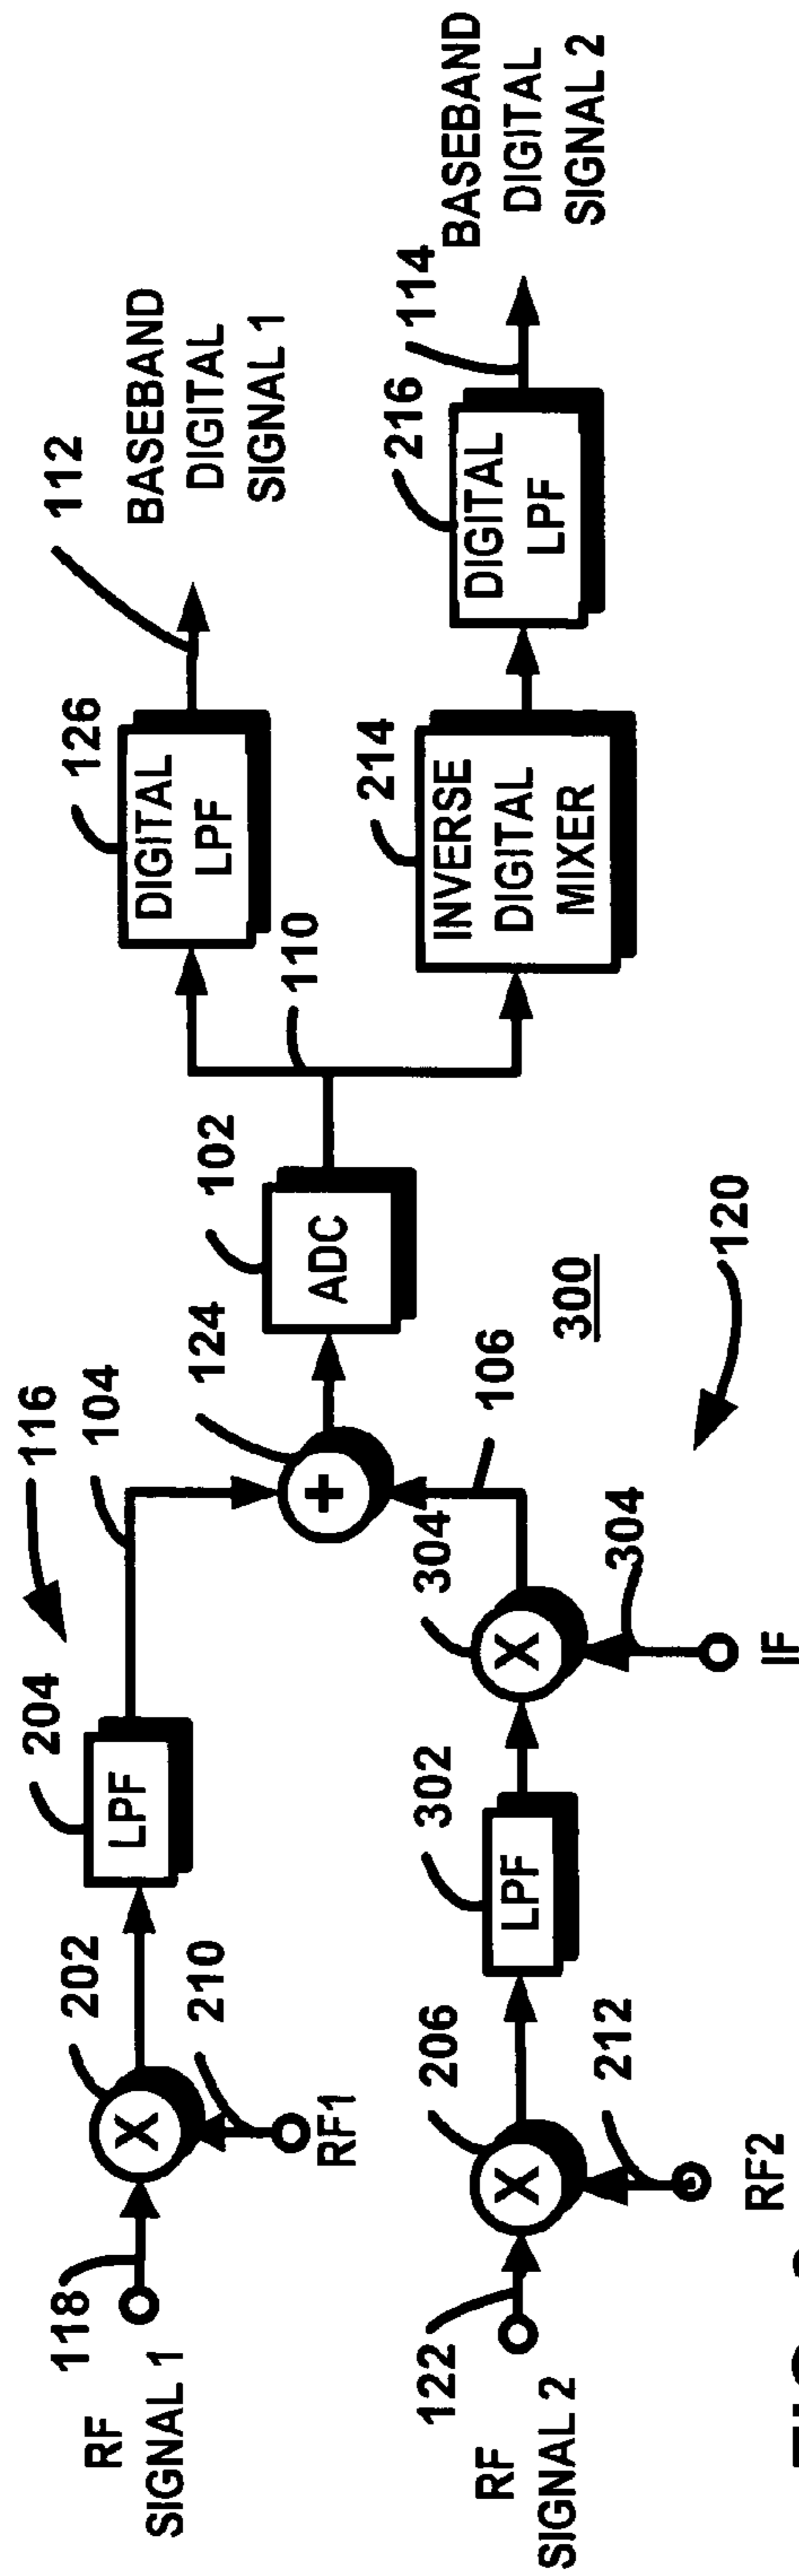 RF
SIGNAL 1
118
202
210
RF1
204
LPF
116
104
RF
SIGNAL 2
122
206
212
RF2
302
LPF
304
304
IF
124
+
106
120
300
102
ADC
110
126
DIGITAL
LPF
112
BASEBAND
DIGITAL
SIGNAL 1
214
INVERSE
DIGITAL
MIXER
216
DIGITAL
LPF
114
BASEBAND
DIGITAL
SIGNAL 2
X
X
X